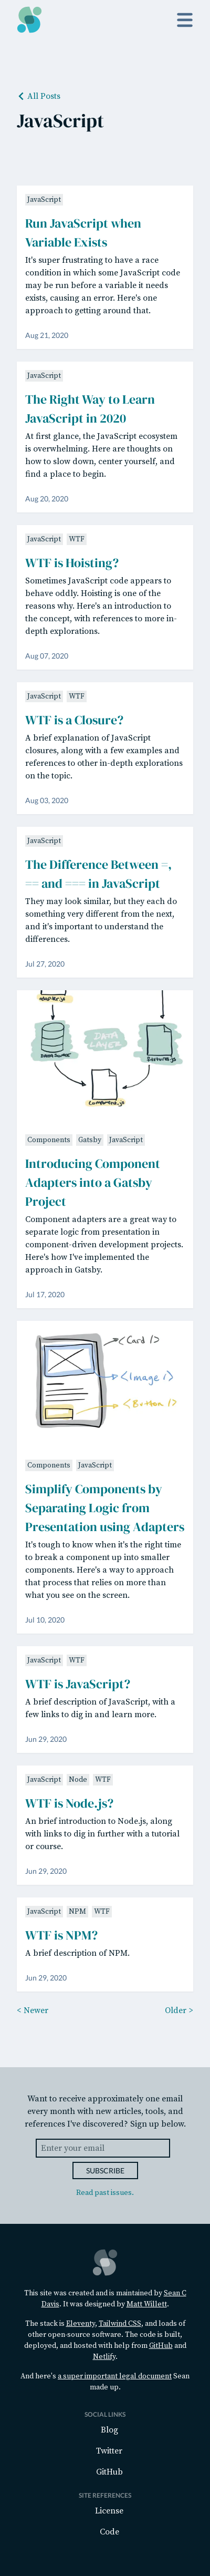 All Posts
JavaScript
JavaScript
Run JavaScript when
Variable Exists
It's super frustrating to have a race
condition in which some JavaScript code
may be run before a variable it needs
exists, causing an error. Here's one
approach to getting around that.
Aug 21, 2020
JavaScript
The Right Way to Learn
JavaScript in 2020
At first glance, the JavaScript ecosystem
is overwhelming. Here are thoughts on
how to slow down, center yourself, and
find a place to begin.
Aug 20, 2020
JavaScript WTF
WTF is Hoisting?
Sometimes JavaScript code appears to
behave oddly. Hoisting is one of the
reasons why. Here's an introduction to
the concept, with references to more in-
depth explorations.
Aug 07, 2020
JavaScript WTF
WTF is a Closure?
A brief explanation of JavaScript
closures, along with a few examples and
references to other in-depth explorations
on the topic.
Aug 03, 2020
JavaScript
The Difference Between =,
== and === in JavaScript
They may look similar, but they each do
something very different from the next,
and it's important to understand the
differences.
Jul 27, 2020
Components Gatsby JavaScript
Introducing Component
Adapters into a Gatsby
Project
Component adapters are a great way to
separate logic from presentation in
component-driven development projects.
Here's how I've implemented the
approach in Gatsby.
Jul 17, 2020
<Card />
<Image />
<Button />
Components JavaScript
Simplify Components by
Separating Logic from
Presentation using Adapters
It's tough to know when it's the right time
to break a component up into smaller
components. Here's a way to approach
that process that relies on more than
what you see on the screen.
Jul 10, 2020
JavaScript WTF
WTF is JavaScript?
A brief description of JavaScript, with a
few links to dig in and learn more.
Jun 29, 2020
JavaScript Node WTF
WTF is Node.js?
An brief introduction to Node.js, along
with links to dig in further with a tutorial
or course.
Jun 29, 2020
JavaScript NPM WTF
WTF is NPM?
A brief description of NPM.
Jun 29, 2020
< Newer Older >
Want to receive approximately one email
every month with new articles, tools, and
references I've discovered? Sign up below.
Enter your email
SUBSCRIBE
Read past issues.
This site was created and is maintained by Sean C
Davis. It was designed by Matt Willett.
The stack is Eleventy, Tailwind CSS, and loads of
other open-source software. The code is built,
deployed, and hosted with help from GitHub and
Netlify.
And here's a super important legal document Sean
made up.
SOCIAL LINKS
Blog
Twitter
GitHub
SITE REFERENCES
License
Code